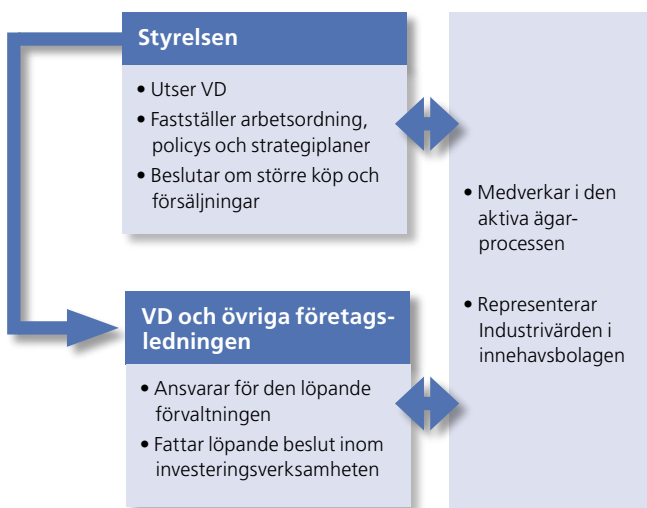 Styrelsen
• Utser VD
• Fastställer arbetsordning,
policys och strategiplaner
• Beslutar om större köp och
försäljningar
VD och övriga företags-
ledningen
• Ansvarar för den löpande
förvaltningen
• Fattar löpande beslut inom
investeringsverksamheten
• Medverkar i den
aktiva ägar-
processen
• Representerar
Industrivärden i
innehavsbolagen